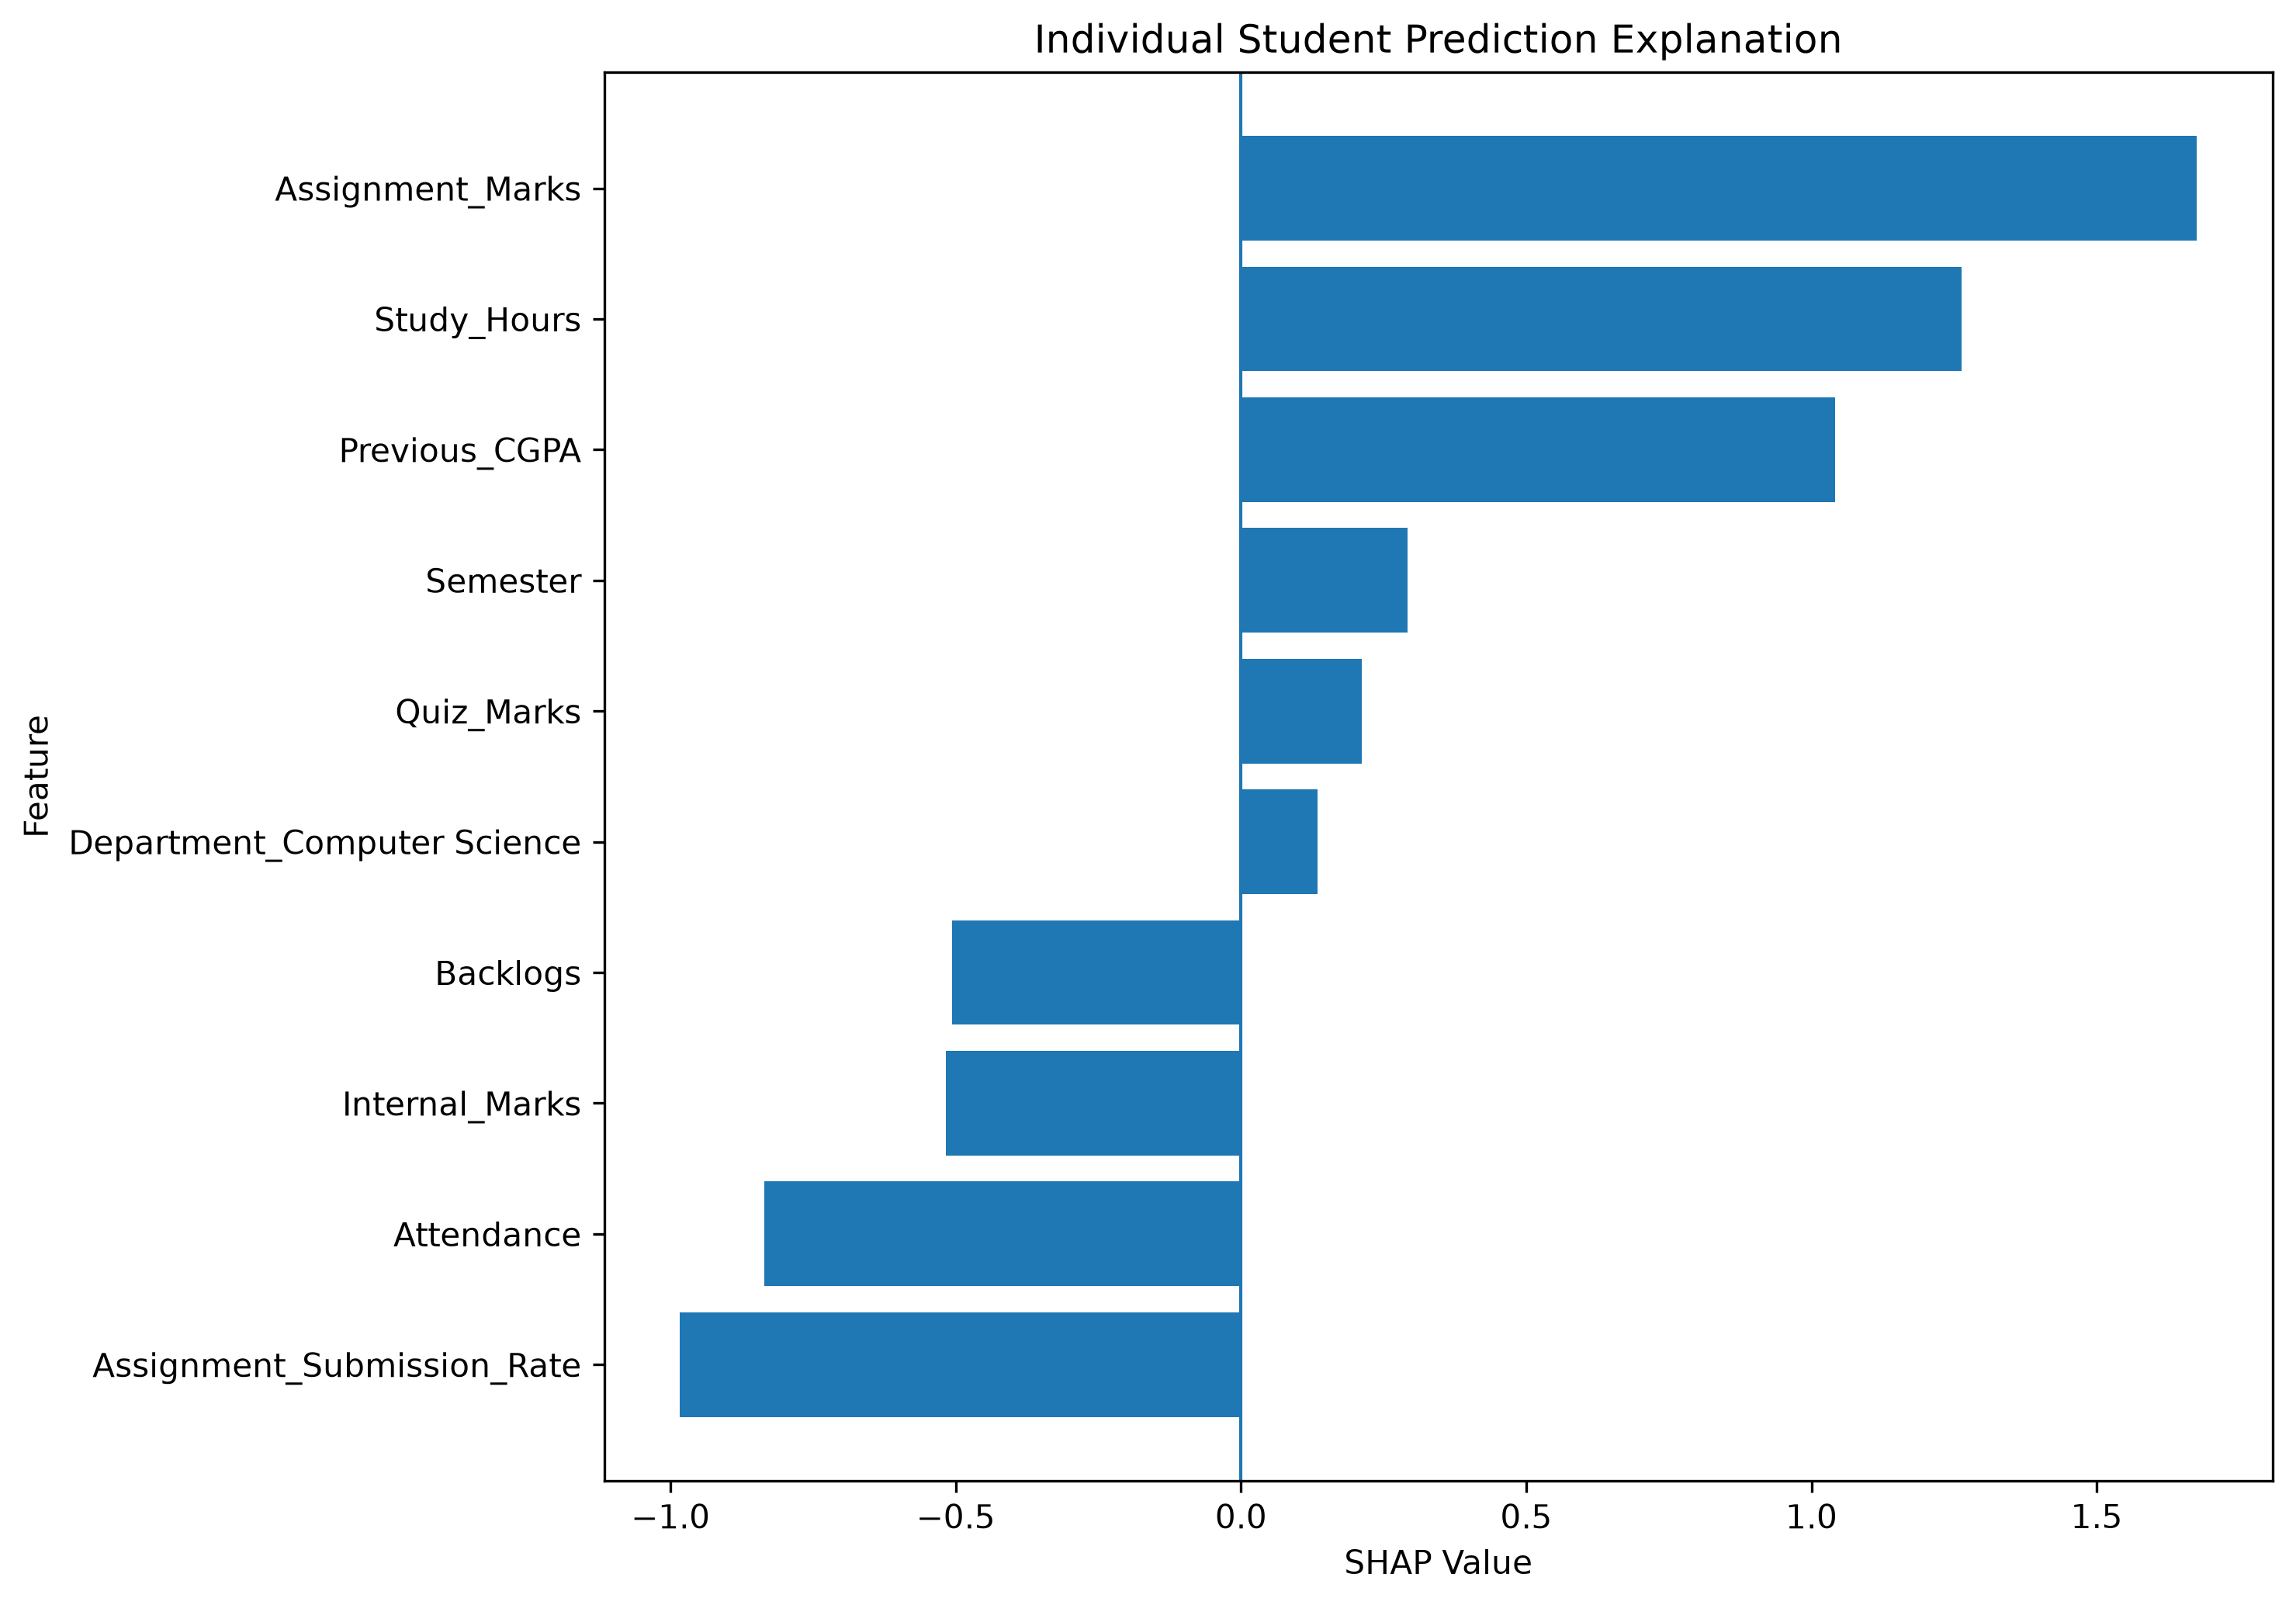 Individual Student Prediction Explanation
Assignment_Marks
Study_Hours
Previous_CGPA
Semester
Quiz_Marks
Department_Computer Science
Backlogs
Internal_Marks
Attendance
Assignment_Submission_Rate
Feature
−1.0 −0.5 0.0 0.5 1.0 1.5
SHAP Value